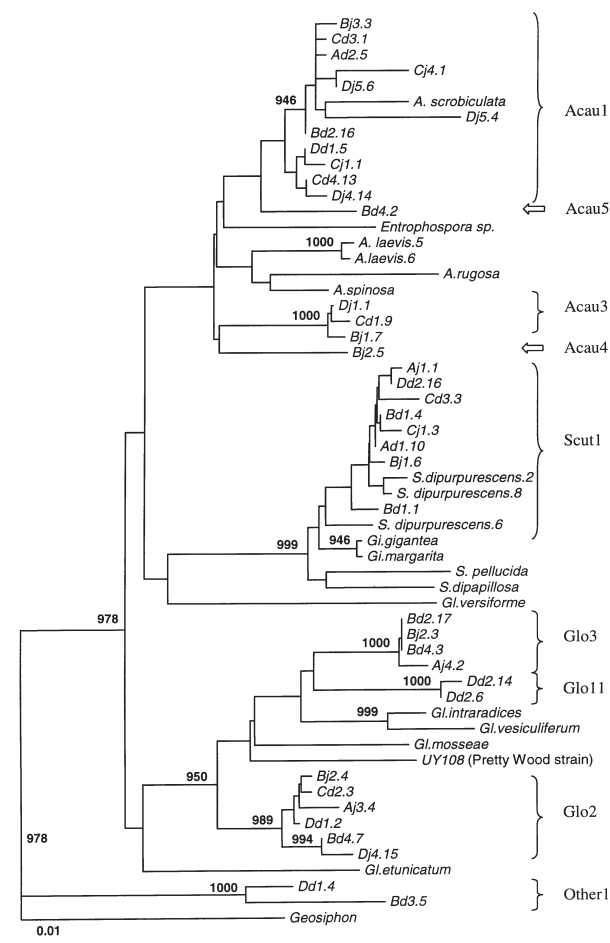 Bj3.3
Cd3.1
Ad2.5
Cj4.1
Dj5.6
946
A. scrobiculata
Acau1
Dj5.4
Bd2.16
Dd1.5
Cj1.1
Cd4.13
Dj4.14
Bd4.2
Acau5
Entrophospora sp.
1000
A. laevis.5
A.laevis.6
A.rugosa
A.spinosa
Dj1.1
Acau3
1000
Cd1.9
Bj1.7
Bj2.5
Acau4
Aj1.1
Dd2.16
Cd3.3
Bd1.4
Cj1.3
Scut1
Ad1.10
Bj1.6
S.dipurpurescens.2
S. dipurpurescens.8
Bd1.1
S. dipurpurescens.6
999
946
Gi.gigantea
Gi.margarita
S. pellucida
S.dipapillosa
Gl.versiforme
978
Bd2.17
Bj2.3
Glo3
1000
Bd4.3
Aj4.2
1000
Dd2.14
Glo11
Dd2.6
999
Gl.intraradices
Gl.vesiculiferum
Gl.mosseae
UY108 (Pretty Wood strain)
950
Bj2.4
Cd2.3
Aj3.4
Glo2
989
Dd1.2
994
Bd4.7
Dj4.15
978
Gl.etunicatum
1000
Dd1.4
Other1
Bd3.5
Geosiphon
0.01